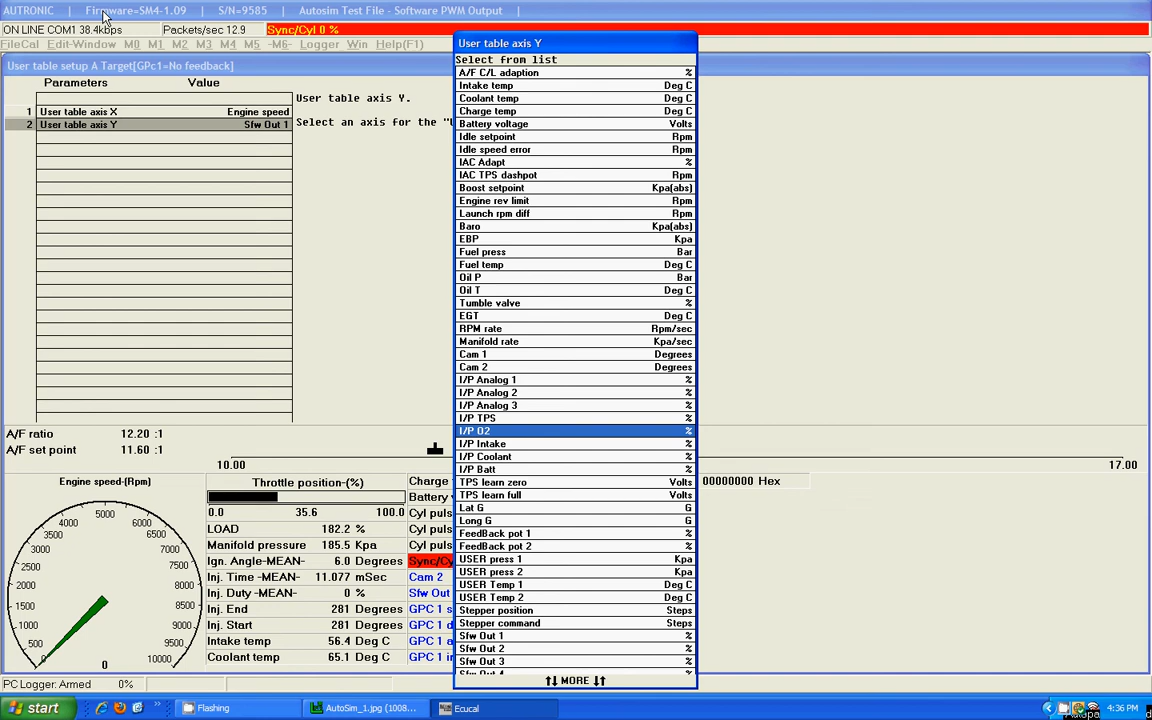 AUTRONIC | Firmware=SM4-1.09 | S/N=9585 | Autosim Test File - Software PWM Output |
ON LINE COM1 38.4kbps Packets/sec 12.9 Sync/Cyl 0 %
FileCal Edit-Window M0 M1 M2 M3 M4 M5 -M6- Logger Win Help(F1)
User table setup A Target[GPc1=No feedback]
Parameters Value
1 User table axis X Engine speed
2 User table axis Y Sfw Out 1
User table axis Y.
Select an axis for the "U
User table axis Y
Select from list
A/F C/L adaption %
Intake temp Deg C
Coolant temp Deg C
Charge temp Deg C
Battery voltage Volts
Idle setpoint Rpm
Idle speed error Rpm
IAC Adapt %
IAC TPS dashpot Rpm
Boost setpoint Kpa(abs)
Engine rev limit Rpm
Launch rpm diff Rpm
Baro Kpa(abs)
EBP Kpa
Fuel press Bar
Fuel temp Deg C
Oil P Bar
Oil T Deg C
Tumble valve %
EGT Deg C
RPM rate Rpm/sec
Manifold rate Kpa/sec
Cam 1 Degrees
Cam 2 Degrees
I/P Analog 1 %
I/P Analog 2 %
I/P Analog 3 %
I/P TPS %
I/P O2 %
I/P Intake %
I/P Coolant %
I/P Batt %
TPS learn zero Volts
TPS learn full Volts
Lat G G
Long G G
FeedBack pot 1 %
FeedBack pot 2 %
USER press 1 Kpa
USER press 2 Kpa
USER Temp 1 Deg C
USER Temp 2 Deg C
Stepper position Steps
Stepper command Steps
Sfw Out 1 %
Sfw Out 2 %
Sfw Out 3 %
Sfw Out 4 %
↑↓ MORE ↑↓
A/F ratio 12.20 :1
A/F set point 11.60 :1
10.00 17.00
Engine speed-(Rpm)
500 1000 1500 2000 2500 3000 3500 4000 4500 5000 5500 6000 6500 7000 7500 8000 8500 9000 9500 10000
0
Throttle position-(%)
0.0 35.6 100.0
LOAD 182.2 %
Manifold pressure 185.5 Kpa
Ign. Angle-MEAN- 6.0 Degrees
Inj. Time -MEAN- 11.077 mSec
Inj. Duty -MEAN- 0 %
Inj. End 281 Degrees
Inj. Start 281 Degrees
Intake temp 56.4 Deg C
Coolant temp 65.1 Deg C
Charge
Battery v
Cyl puls
Cyl puls
Sync/Cy
Cam 2
Sfw Out
GPC 1 s
GPC 1 d
GPC 1 a
GPC 1 in
00000000 Hex
PC Logger: Armed 0%
start Flashing AutoSim_1.jpg (1008... Ecucal 4:36 PM